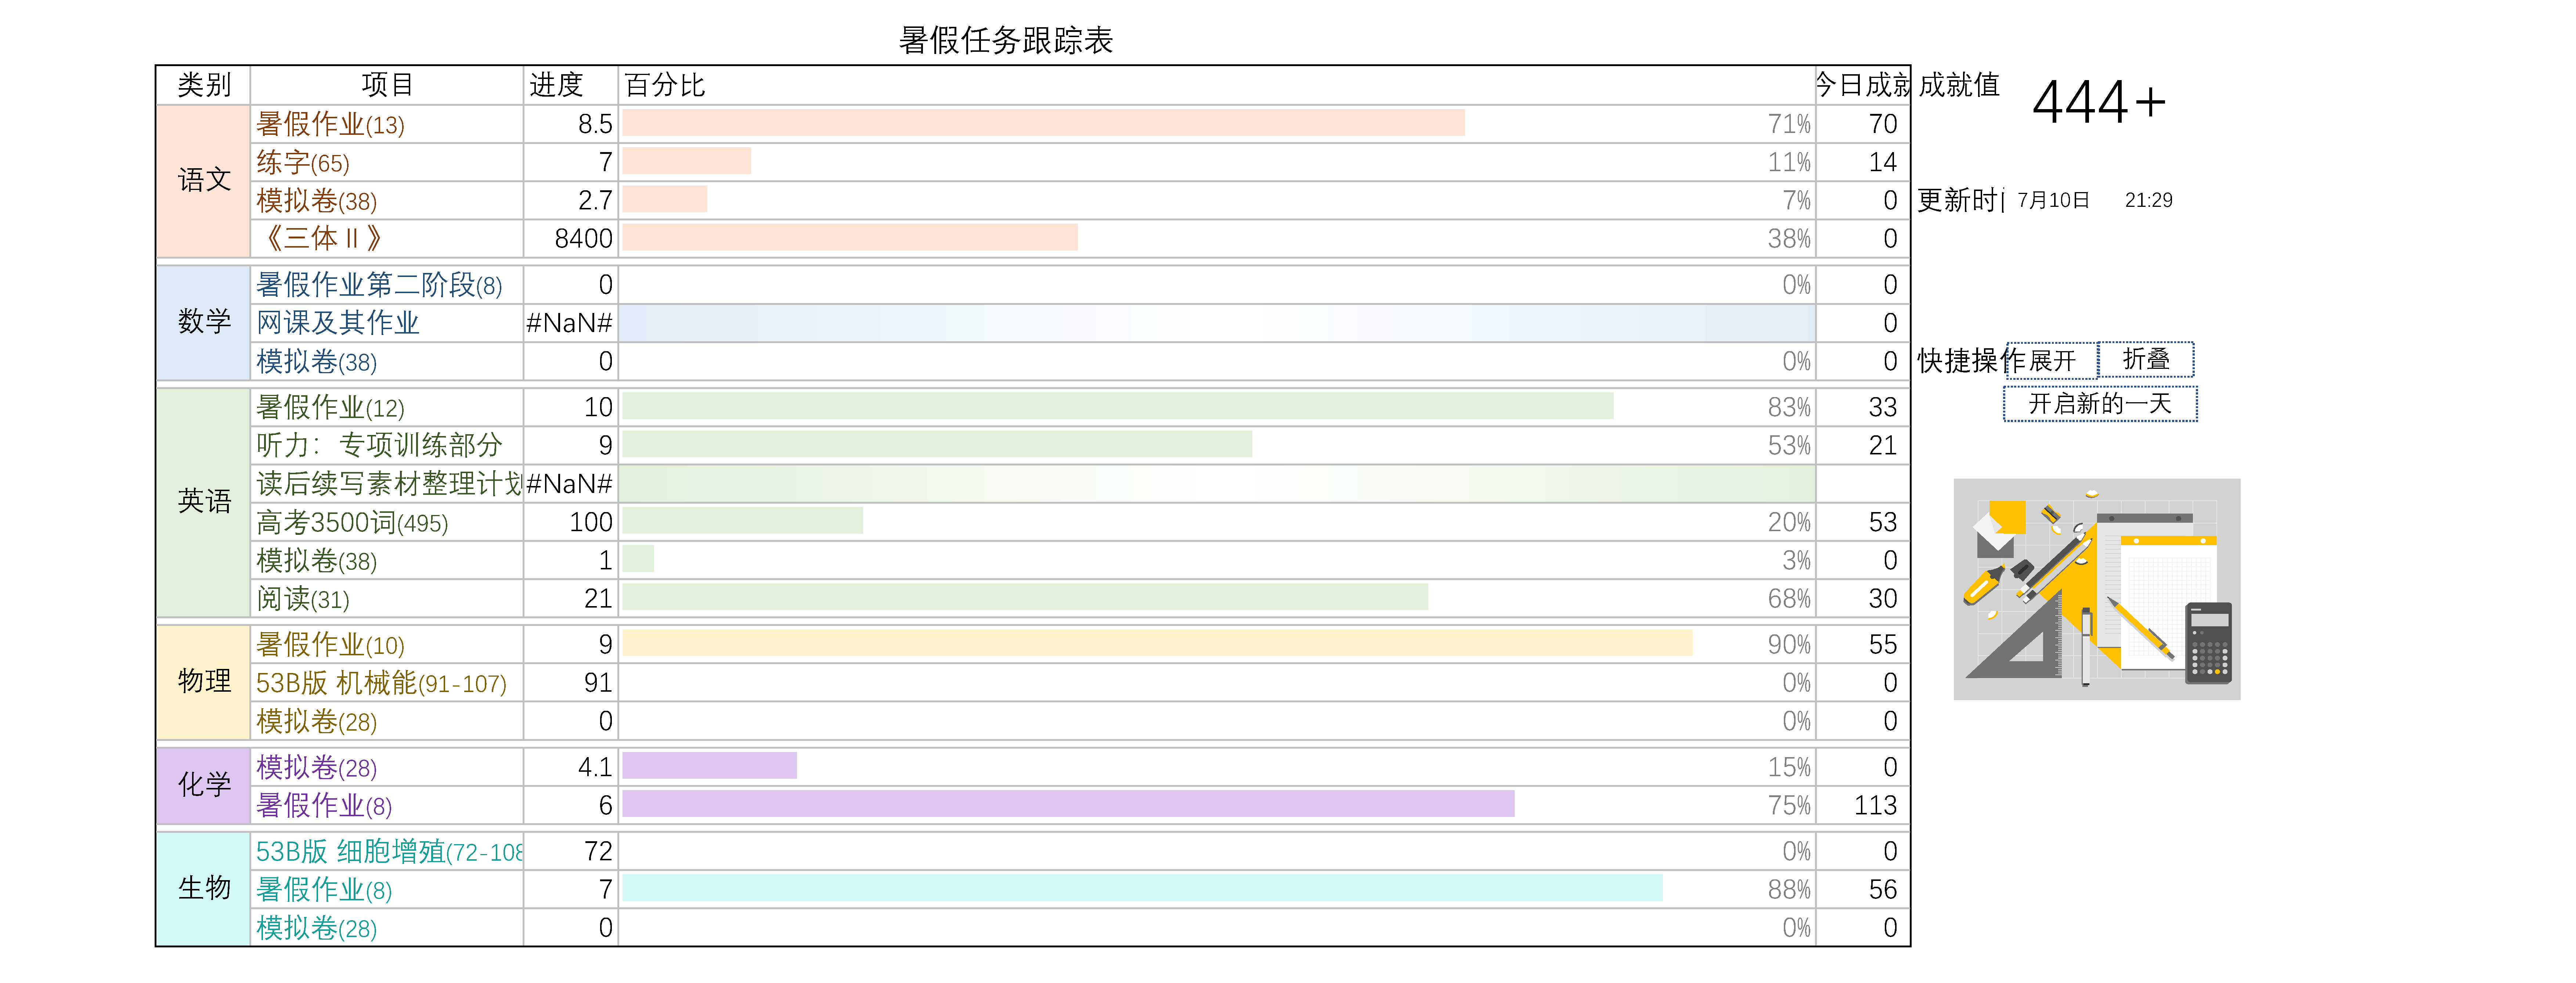 暑假任务跟踪表
类别 项目 进度 百分比 今日成就 成就值 444+
语文 暑假作业(13) 8.5 71% 70
练字(65) 7 11% 14
模拟卷(38) 2.7 7% 0 更新时间 7月10日 21:29
《三体Ⅱ》 8400 38% 0
数学 暑假作业第二阶段(8) 0 0% 0
网课及其作业 #NaN# 0
模拟卷(38) 0 0% 0 快捷操作 展开 折叠
开启新的一天
英语 暑假作业(12) 10 83% 33
听力：专项训练部分 9 53% 21
读后续写素材整理计划 #NaN#
高考3500词(495) 100 20% 53
模拟卷(38) 1 3% 0
阅读(31) 21 68% 30
物理 暑假作业(10) 9 90% 55
53B版 机械能(91-107) 91 0% 0
模拟卷(28) 0 0% 0
化学 模拟卷(28) 4.1 15% 0
暑假作业(8) 6 75% 113
生物 53B版 细胞增殖(72-108 72 0% 0
暑假作业(8) 7 88% 56
模拟卷(28) 0 0% 0